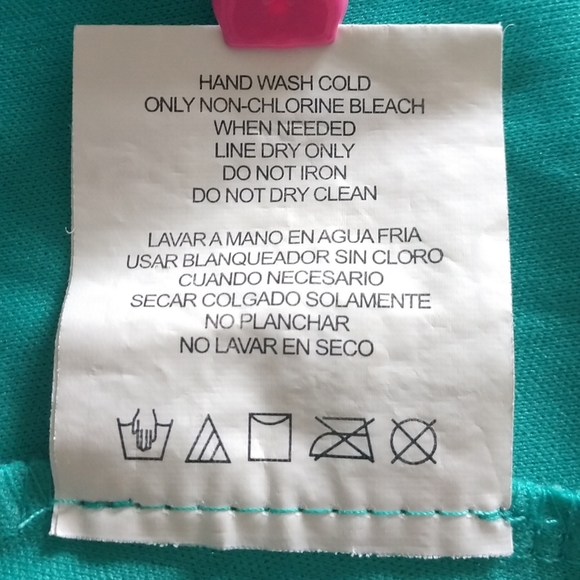 HAND WASH COLD
ONLY NON-CHLORINE BLEACH
WHEN NEEDED
LINE DRY ONLY
DO NOT IRON
DO NOT DRY CLEAN
LAVAR A MANO EN AGUA FRIA
USAR BLANQUEADOR SIN CLORO
CUANDO NECESARIO
SECAR COLGADO SOLAMENTE
NO PLANCHAR
NO LAVAR EN SECO